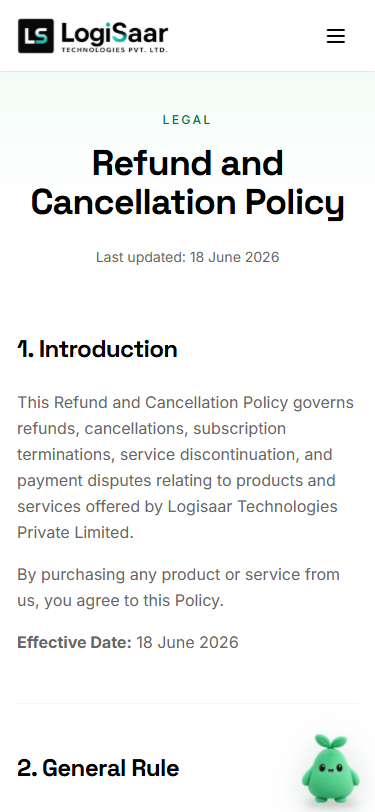 LS LogiSaar
TECHNOLOGIES PVT. LTD.
LEGAL
Refund and
Cancellation Policy
Last updated: 18 June 2026
1. Introduction
This Refund and Cancellation Policy governs
refunds, cancellations, subscription
terminations, service discontinuation, and
payment disputes relating to products and
services offered by Logisaar Technologies
Private Limited.
By purchasing any product or service from
us, you agree to this Policy.
Effective Date: 18 June 2026
2. General Rule